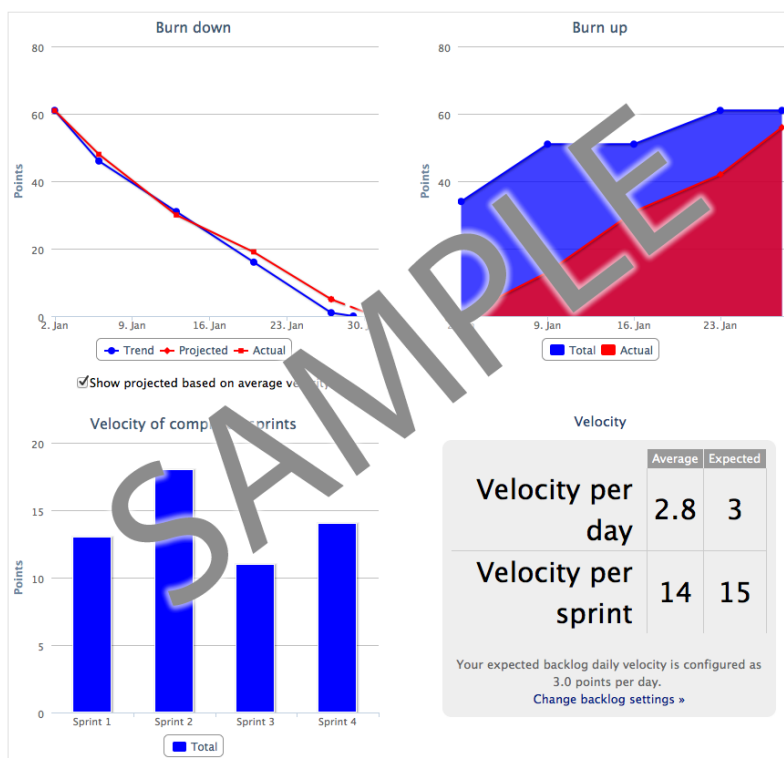 Burn down
80
60
40
20
0
Points
2. Jan
9. Jan
16. Jan
23. Jan
30.
Trend
Projected
Actual
Show projected based on average
Burn up
80
60
40
Points
9. Jan
16. Jan
23. Jan
Total
Actual
SAMPLE
Velocity of sprints
20
15
10
5
0
Points
Sprint 1
Sprint 2
Sprint 3
Sprint 4
Total
Velocity
Average Expected
Velocity per
day
2.8 3
Velocity per
sprint
14 15
Your expected backlog daily velocity is configured as
3.0 points per day.
Change backlog settings »